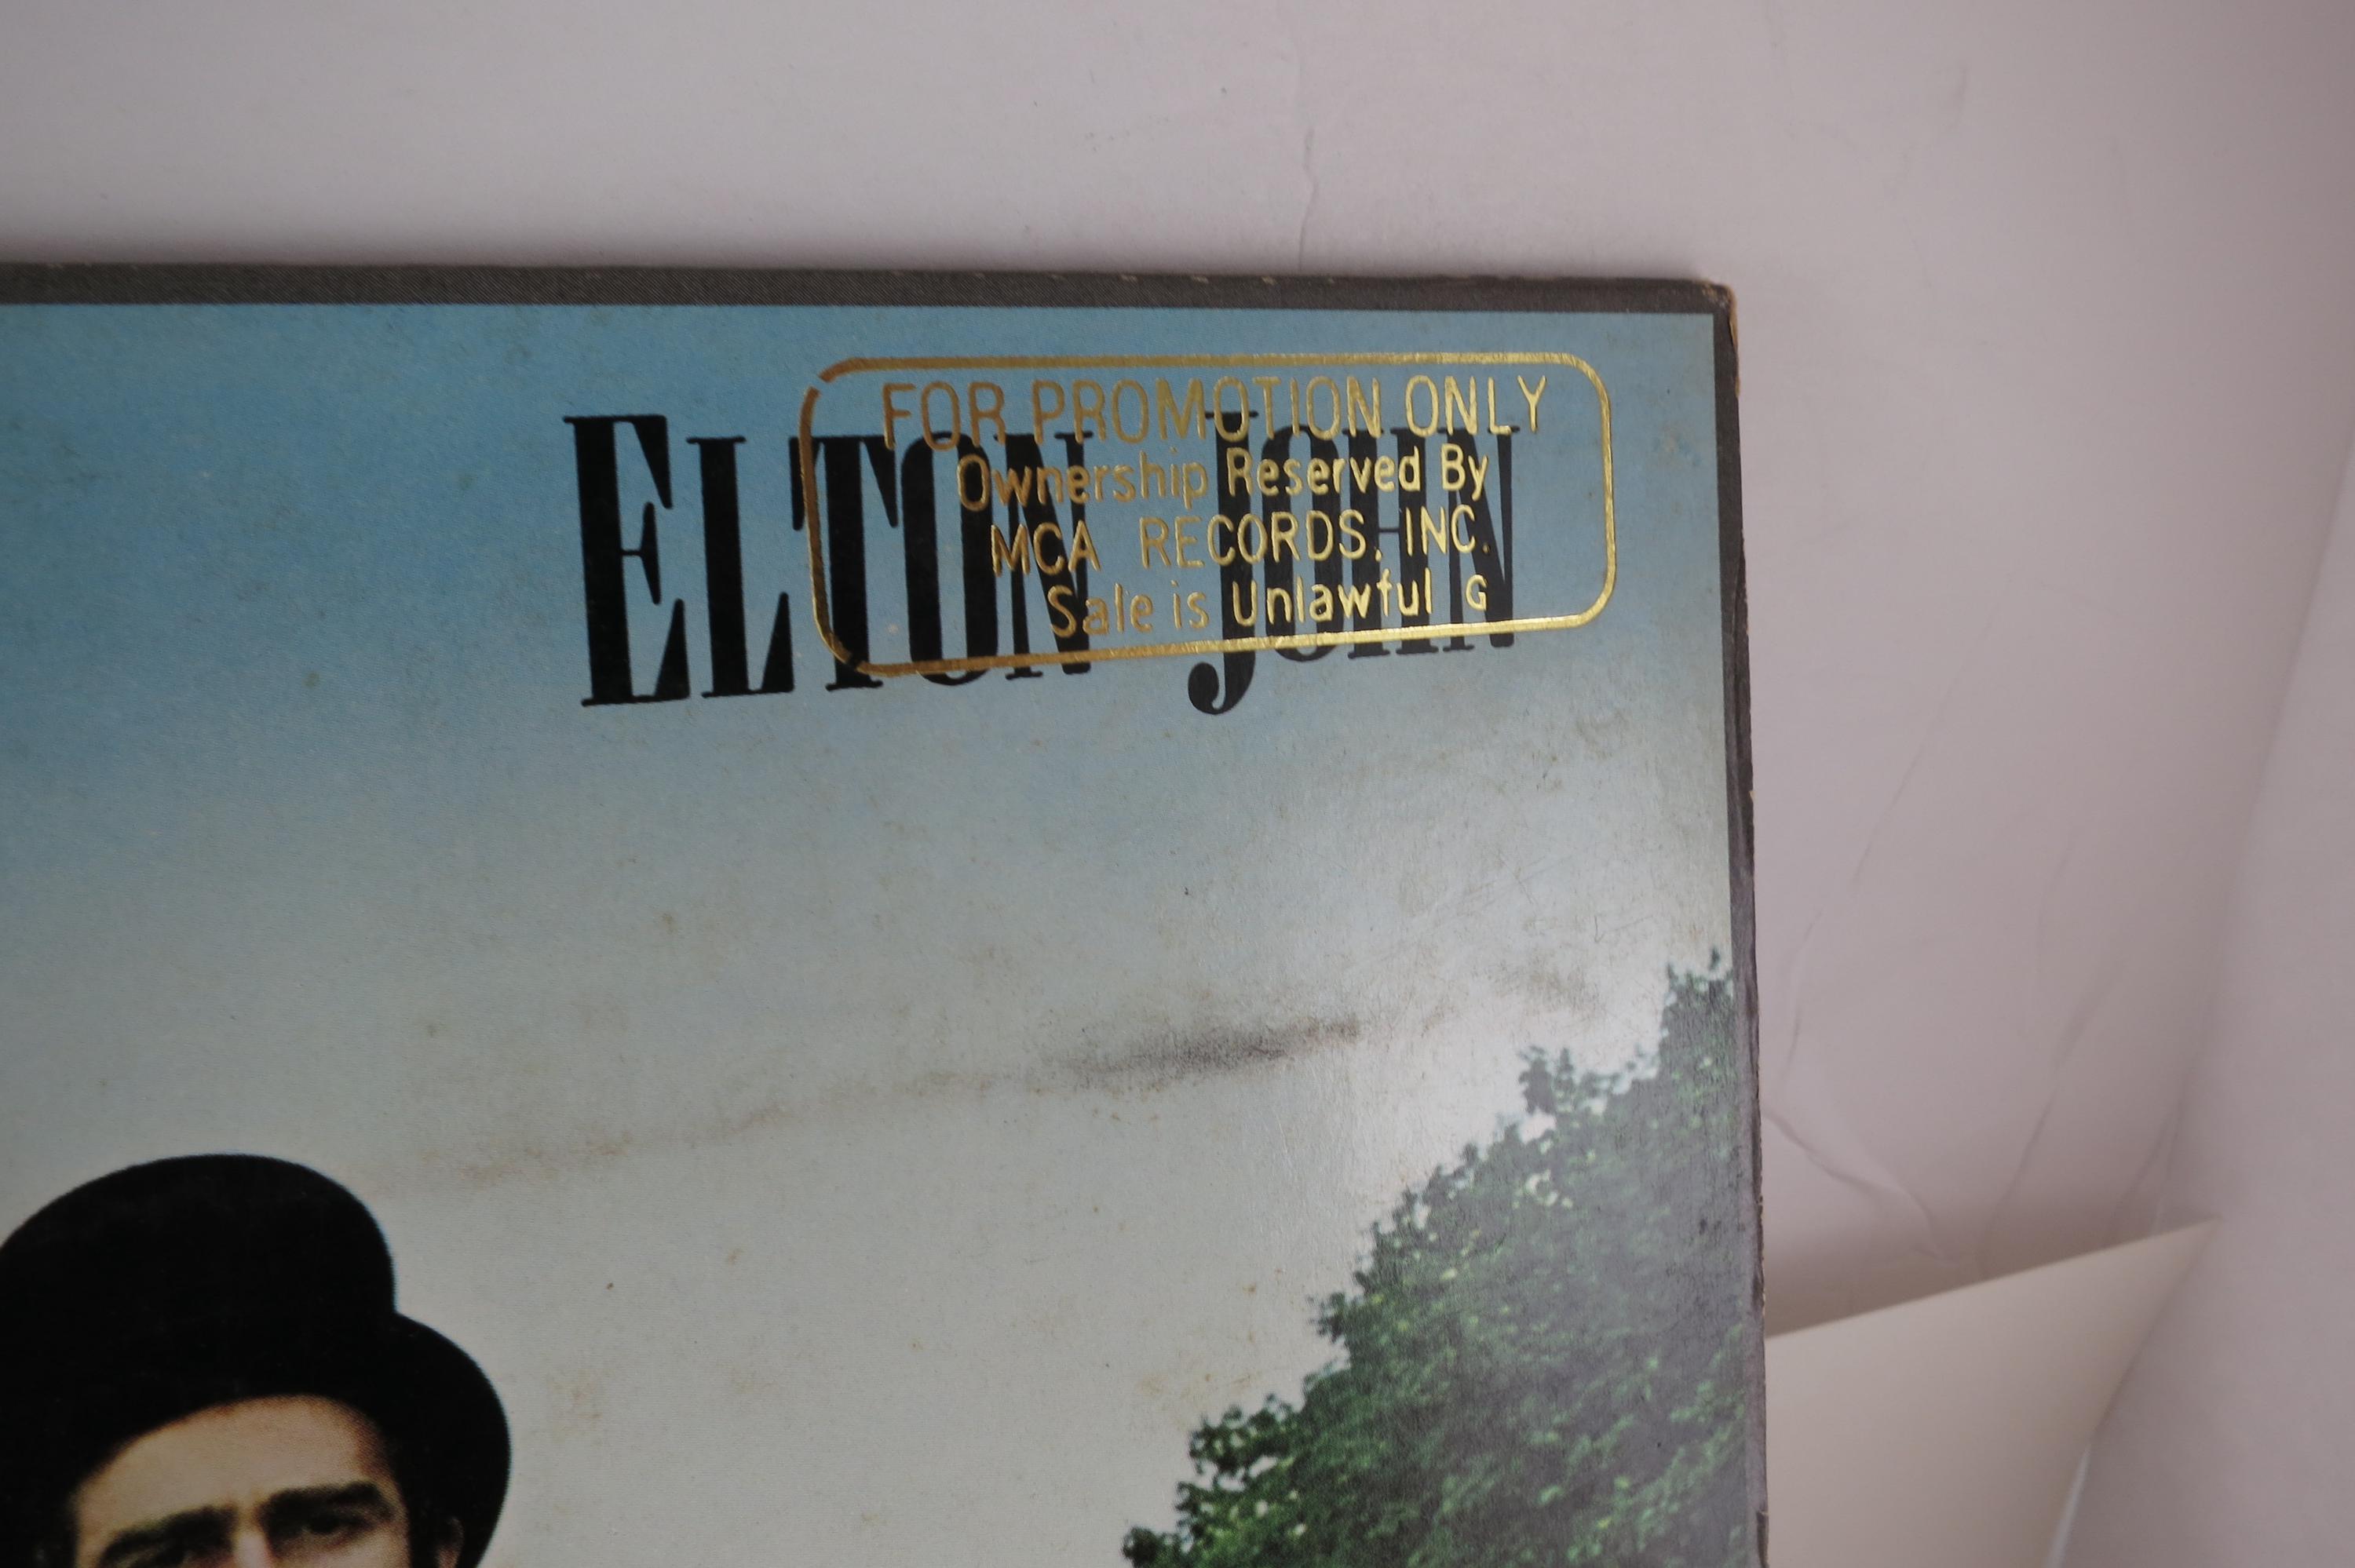 ELTON JOHN
FOR PROMOTION ONLY
Ownership Reserved By
MCA RECORDS, INC.
Sale is Unlawful G